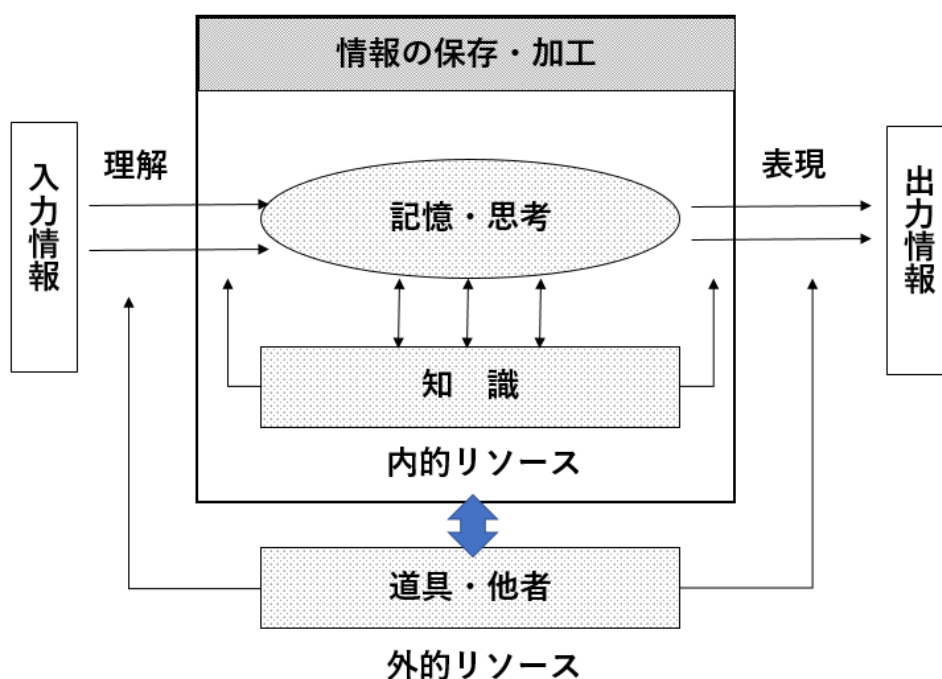 情報の保存・加工
入力情報
理解
記憶・思考
表現
出力情報
知　識
内的リソース
道具・他者
外的リソース